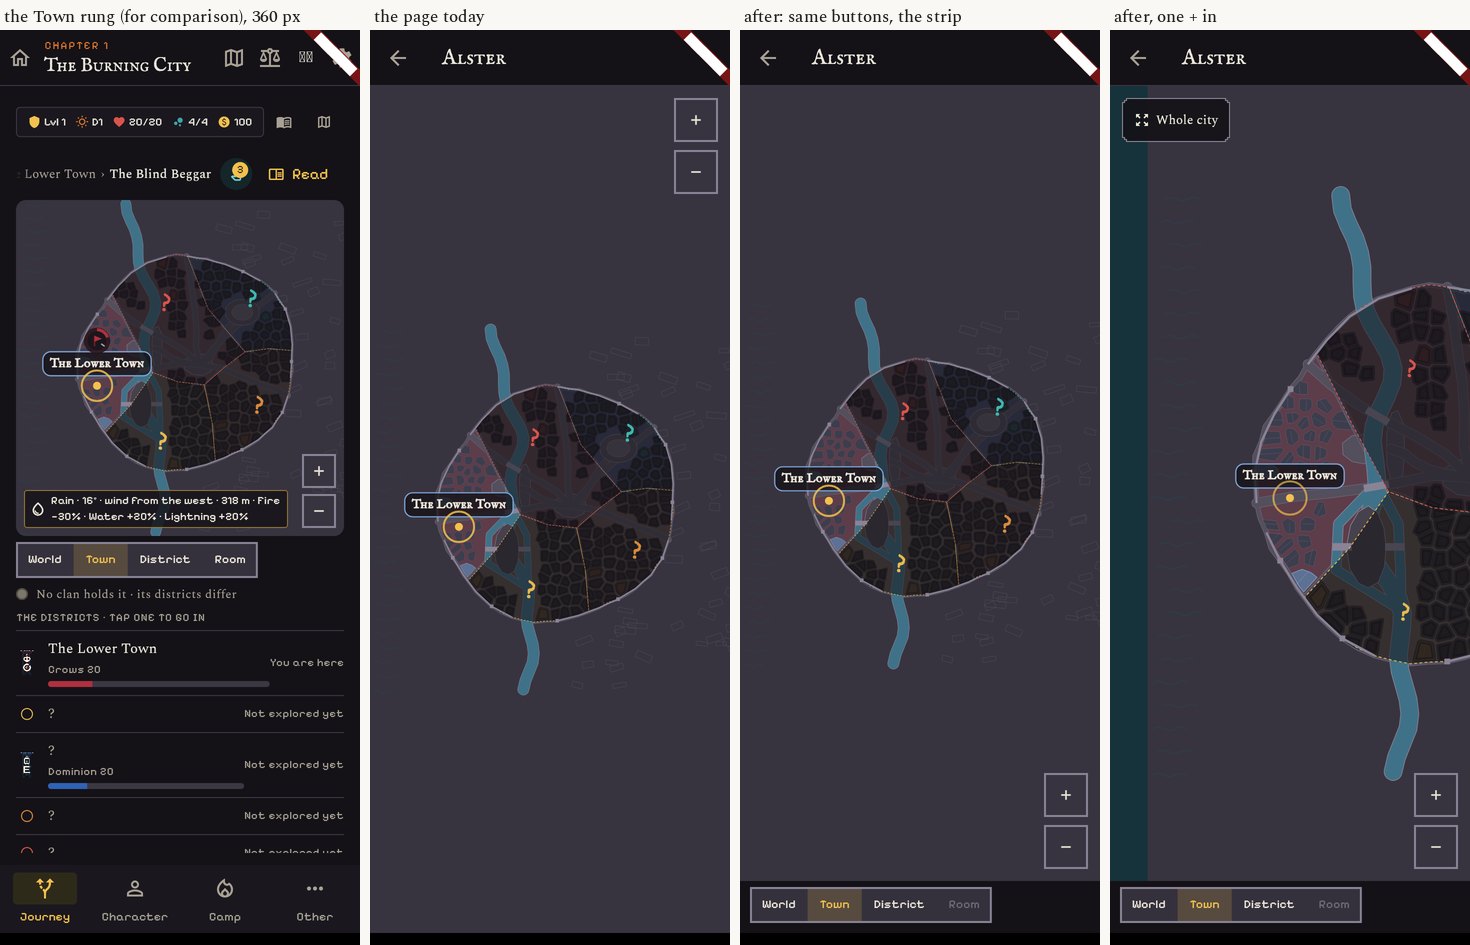 the Town rung (for comparison), 360 px
CHAPTER 1
The Burning City
Lvl 1 D1 20/20 4/4 $ 100
Lower Town › The Blind Beggar 3 Read
?
?
The Lower Town
?
?
+
Rain · 16° · wind from the west · 318 m · Fire
-30% · Water +20% · Lightning +20%
−
World Town District Room
No clan holds it · its districts differ
THE DISTRICTS · TAP ONE TO GO IN
The Lower Town
You are here
Crows 20
? Not explored yet
?
Not explored yet
Dominion 20
? Not explored yet
? Not explored yet
Journey Character Camp Other
the page today
Alster
+
−
?
?
The Lower Town
?
?
after: same buttons, the strip
Alster
?
?
The Lower Town
?
?
+
−
World Town District Room
after, one + in
Alster
Whole city
?
The Lower Town
?
+
−
World Town District Room